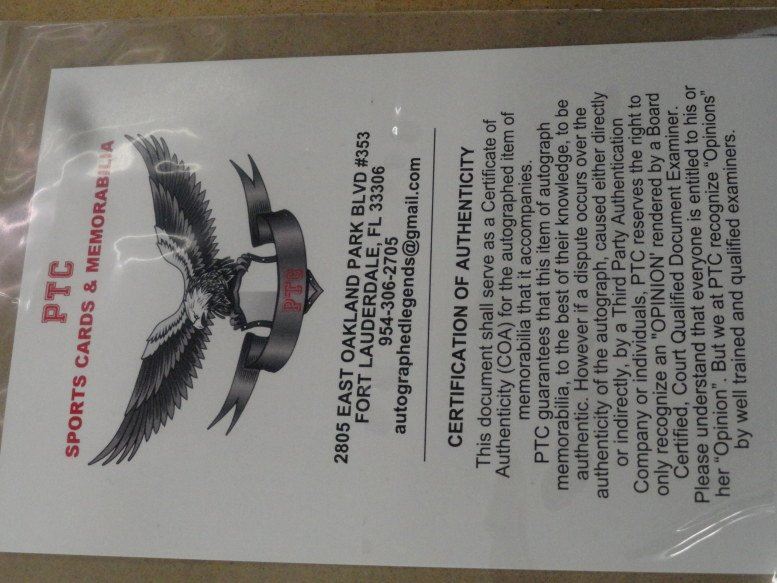 PTC
SPORTS CARDS & MEMORABILIA
PTC
2805 EAST OAKLAND PARK BLVD #353
FORT LAUDERDALE, FL 33306
954-306-2705
autographedlegends@gmail.com
CERTIFICATION OF AUTHENTICITY
This document shall serve as a Certificate of
Authenticity (COA) for the autographed item of
memorabilia that it accompanies.
PTC guarantees that this item of autograph
memorabilia, to the best of their knowledge, to be
authentic. However if a dispute occurs over the
authenticity of the autograph, caused either directly
or indirectly, by a Third Party Authentication
Company or individuals, PTC reserves the right to
only recognize an "OPINION' rendered by a Board
Certified, Court Qualified Document Examiner.
Please understand that everyone is entitled to his or
her "Opinion". But we at PTC recognize "Opinions"
by well trained and qualified examiners.